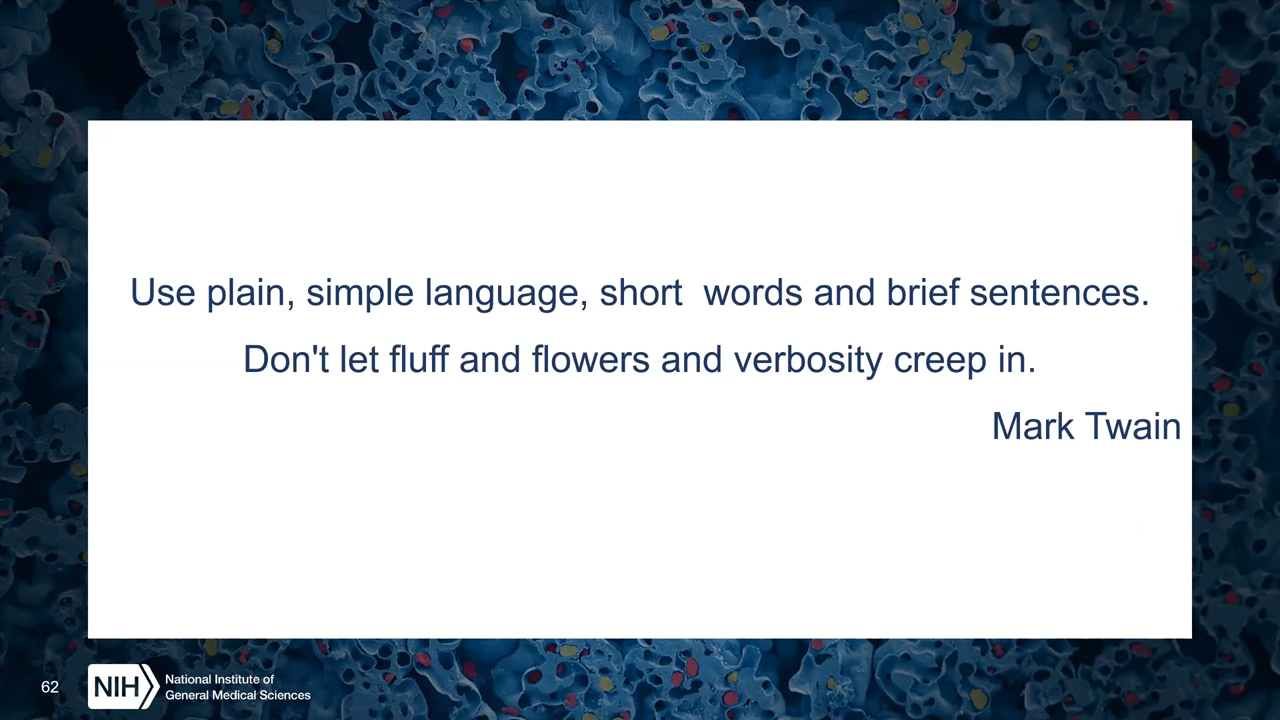 Use plain, simple language, short  words and brief sentences.
Don't let fluff and flowers and verbosity creep in.
Mark Twain
62
NIH
National Institute of
General Medical Sciences